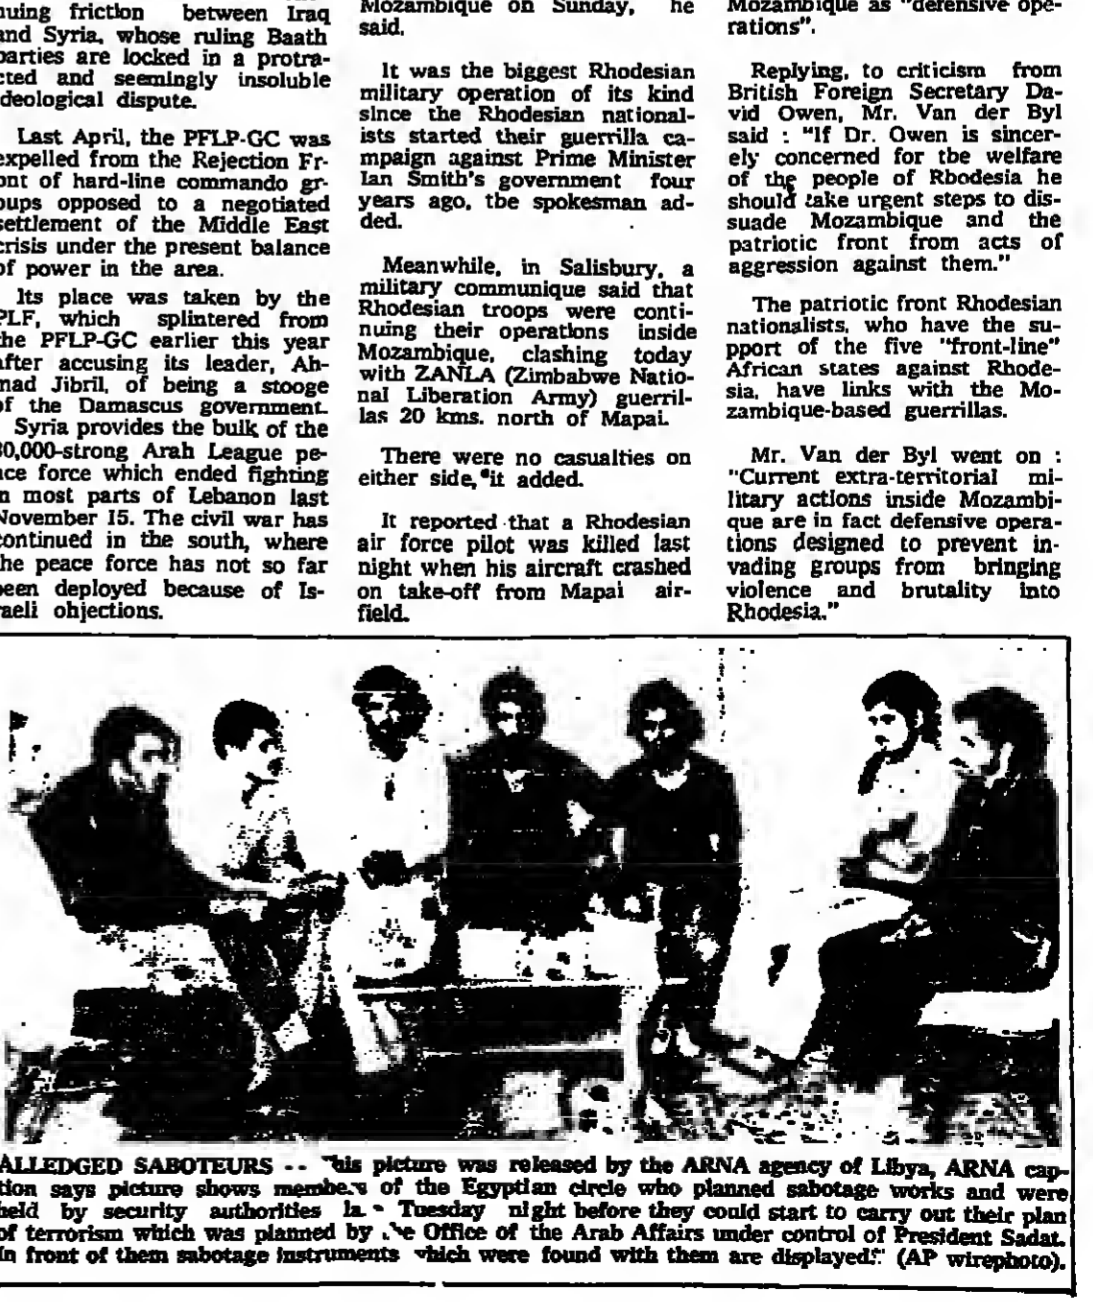 nuing friction between Iraq
and Syria, whose ruling Baath
parties are locked in a protra-
cted and seemingly insoluble
ideological dispute.
Last April, the PFLP-GC was
expelled from the Rejection Fr-
ont of hard-line commando gr-
oups opposed to a negotiated
settlement of the Middle East
crisis under the present balance
of power in the area.
Its place was taken by the
PLF, which splintered from
the PFLP-GC earlier this year
after accusing its leader, Ah-
mad Jibril, of being a stooge
of the Damascus government.
Syria provides the bulk of the
30,000-strong Arah League pe-
ace force which ended fighting
in most parts of Lebanon last
November 15. The civil war has
continued in the south, where
the peace force has not so far
been deployed because of Is-
raeli ohjections.
Mozambique on Sunday, he
said.
It was the biggest Rhodesian
military operation of its kind
since the Rhodesian national-
ists started their guerrilla ca-
mpaign against Prime Minister
Ian Smith's government four
years ago, tbe spokesman ad-
ded.
Meanwhile, in Salisbury, a
military communique said that
Rhodesian troops were conti-
nuing their operations inside
Mozambique, clashing today
with ZANLA (Zimbabwe Natio-
nal Liberation Army) guerril-
las 20 kms. north of Mapai.
There were no casualties on
either side, it added.
It reported that a Rhodesian
air force pilot was killed last
night when his aircraft crashed
on take-off from Mapai air-
field.
Mozambique as "defensive ope-
rations".
Replying, to criticism from
British Foreign Secretary Da-
vid Owen, Mr. Van der Byl
said : "If Dr. Owen is sincer-
ely concerned for tbe welfare
of the people of Rbodesia he
should take urgent steps to dis-
suade Mozambique and the
patriotic front from acts of
aggression against them."
The patriotic front Rhodesian
nationalists, who have the su-
pport of the five "front-line"
African states against Rhode-
sia, have links with the Mo-
zambique-based guerrillas.
Mr. Van der Byl went on :
"Current extra-territorial mi-
litary actions inside Mozambi-
que are in fact defensive opera-
tions designed to prevent in-
vading groups from bringing
violence and brutality into
Rhodesia."
ALLEDGED SABOTEURS -- "This picture was released by the ARNA agency of Libya, ARNA cap-
tion says picture shows members of the Egyptian circle who planned sabotage works and were
held by security authorities Tuesday night before they could start to carry out their plan
of terrorism which was planned by the Office of the Arab Affairs under control of President Sadat.
In front of them sabotage instruments which were found with them are displayed." (AP wirephoto).